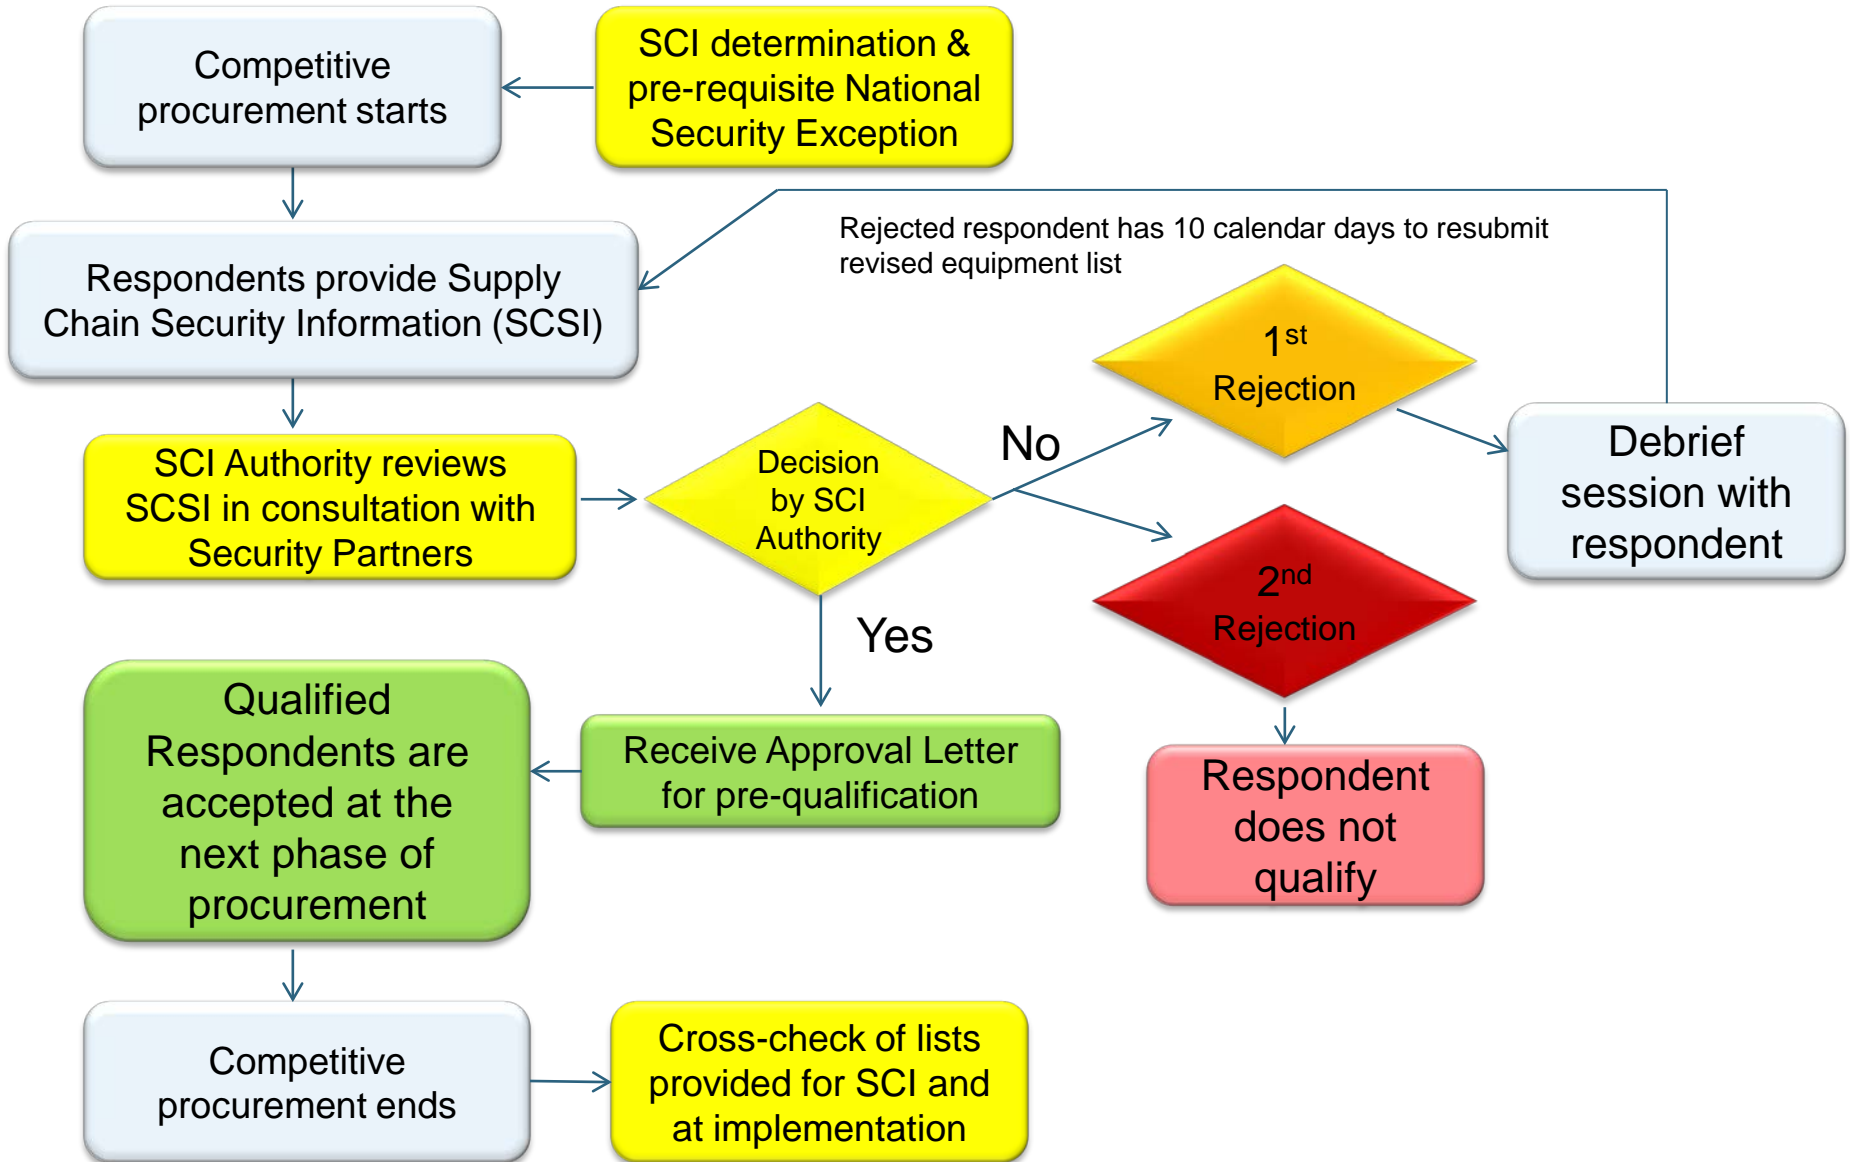 Competitive
procurement starts
SCI determination &
pre-requisite National
Security Exception
Respondents provide Supply
Chain Security Information (SCSI)
Rejected respondent has 10 calendar days to resubmit
revised equipment list
1st
Rejection
Debrief
session with
respondent
SCI Authority reviews
SCSI in consultation with
Security Partners
Decision
by SCI
Authority
No
2nd
Rejection
Yes
Qualified
Respondents are
accepted at the
next phase of
procurement
Receive Approval Letter
for pre-qualification
Respondent
does not
qualify
Competitive
procurement ends
Cross-check of lists
provided for SCI and
at implementation